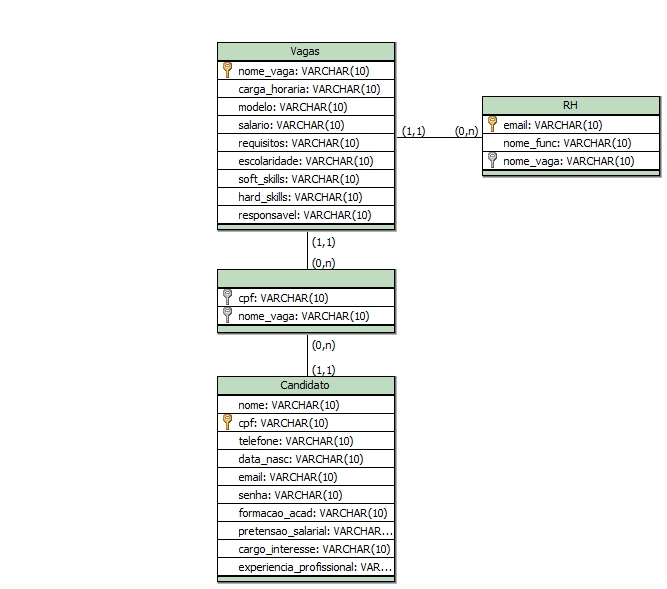 Vagas
nome_vaga: VARCHAR(10)
carga_horaria: VARCHAR(10)
modelo: VARCHAR(10)
salario: VARCHAR(10)
requisitos: VARCHAR(10)
escolaridade: VARCHAR(10)
soft_skills: VARCHAR(10)
hard_skills: VARCHAR(10)
responsavel: VARCHAR(10)
(1,1)
(0,n)
RH
email: VARCHAR(10)
nome_func: VARCHAR(10)
nome_vaga: VARCHAR(10)
(1,1)
(0,n)
cpf: VARCHAR(10)
nome_vaga: VARCHAR(10)
(0,n)
(1,1)
Candidato
nome: VARCHAR(10)
cpf: VARCHAR(10)
telefone: VARCHAR(10)
data_nasc: VARCHAR(10)
email: VARCHAR(10)
senha: VARCHAR(10)
formacao_acad: VARCHAR(10)
pretensao_salarial: VARCHAR...
cargo_interesse: VARCHAR(10)
experiencia_profissional: VAR...